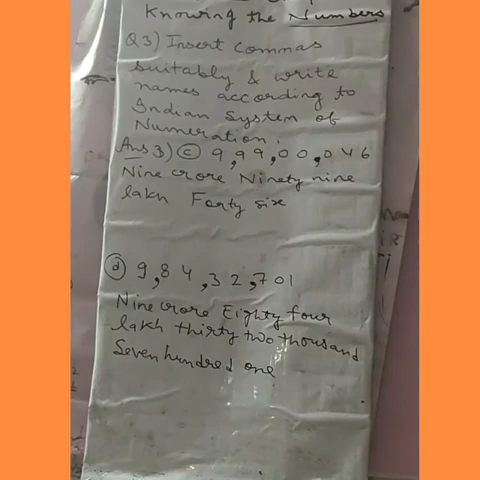 Knowing the Numbers
Q3) Insert Commas
suitably & write
names according to
Indian System of
Numeration.
Ans3) (c) 9,99,00,046
Nine crore Ninety nine
lakh Forty six
(d) 9,84,32,701
Nine crore Eighty four
lakh thirty two thousand
Seven hundred one